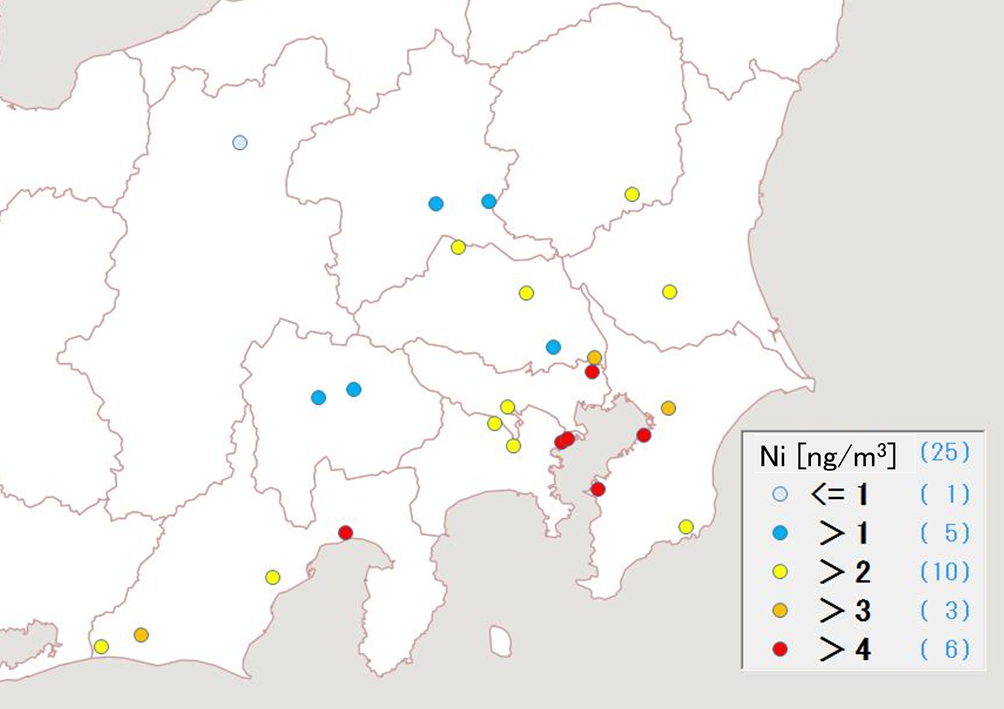 Ni [ng/m³] (25)
<= 1 ( 1)
> 1 ( 5)
> 2 (10)
> 3 ( 3)
> 4 ( 6)